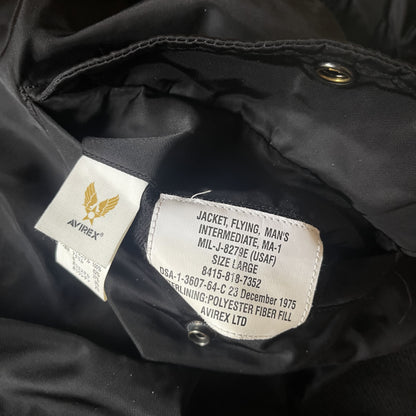 AVIREX®
JACKET, FLYING, MAN'S
INTERMEDIATE, MA-1
MIL-J-8279E (USAF)
SIZE LARGE
8415-818-7352
DSA-1-3607-64-C 23 December 1975
TERLINING:POLYESTER FIBER FILL
AVIREX LTD